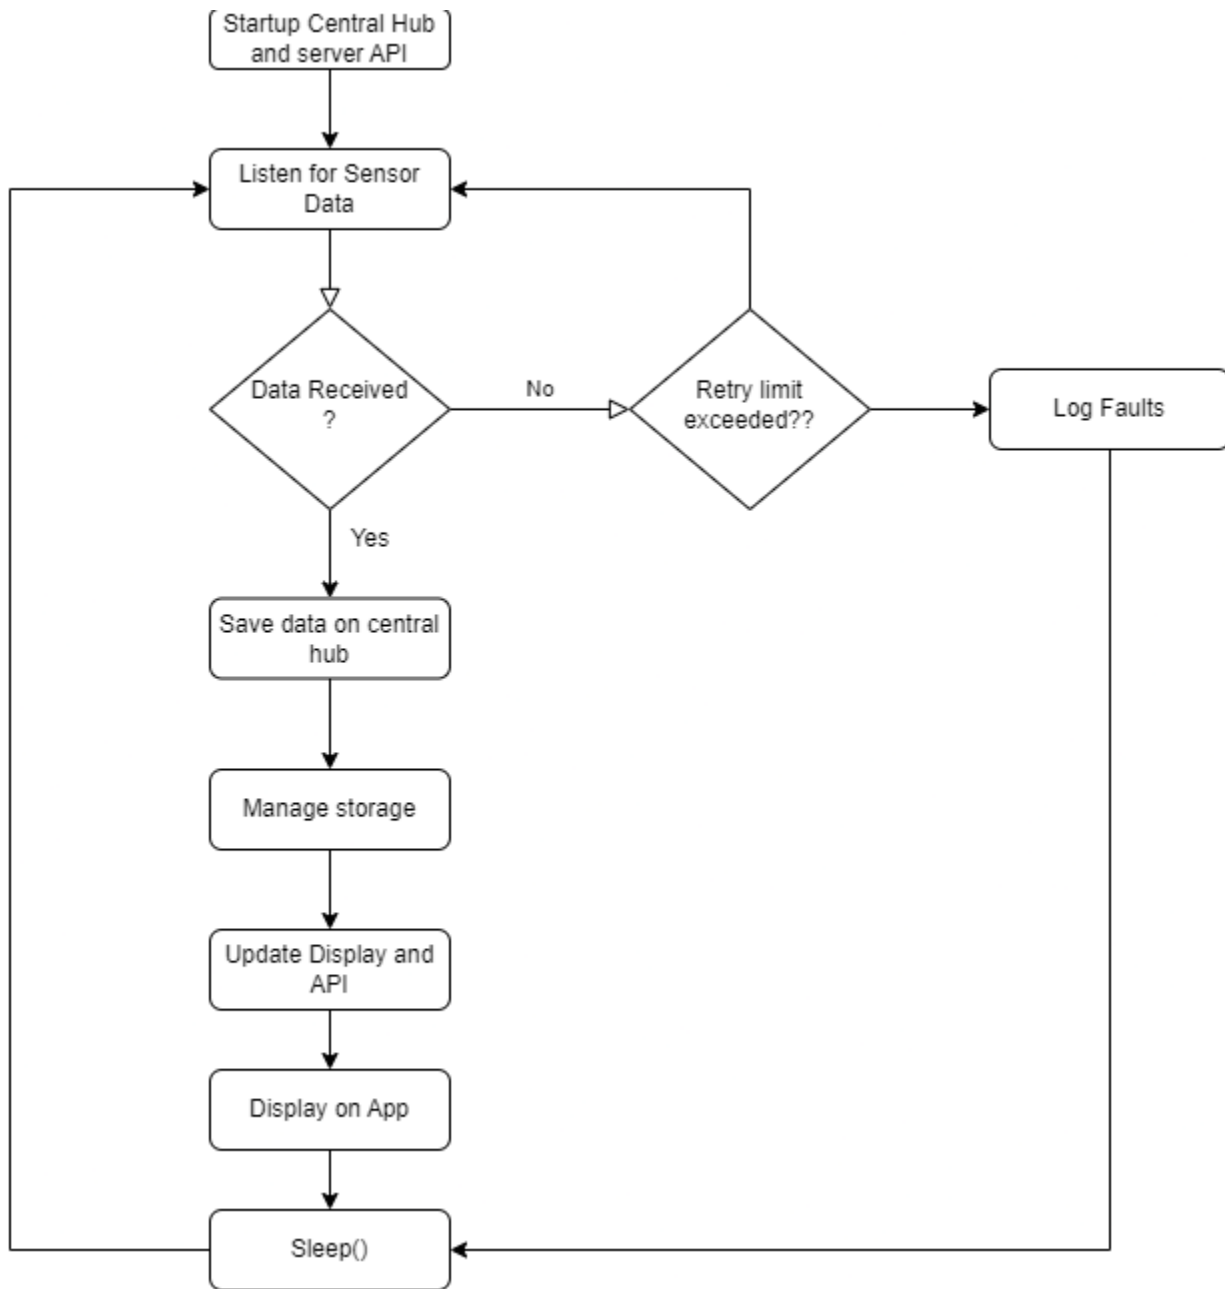 Startup Central Hub
and server API
Listen for Sensor
Data
Data Received
?
No
Retry limit
exceeded??
Log Faults
Yes
Save data on central
hub
Manage storage
Update Display and
API
Display on App
Sleep()